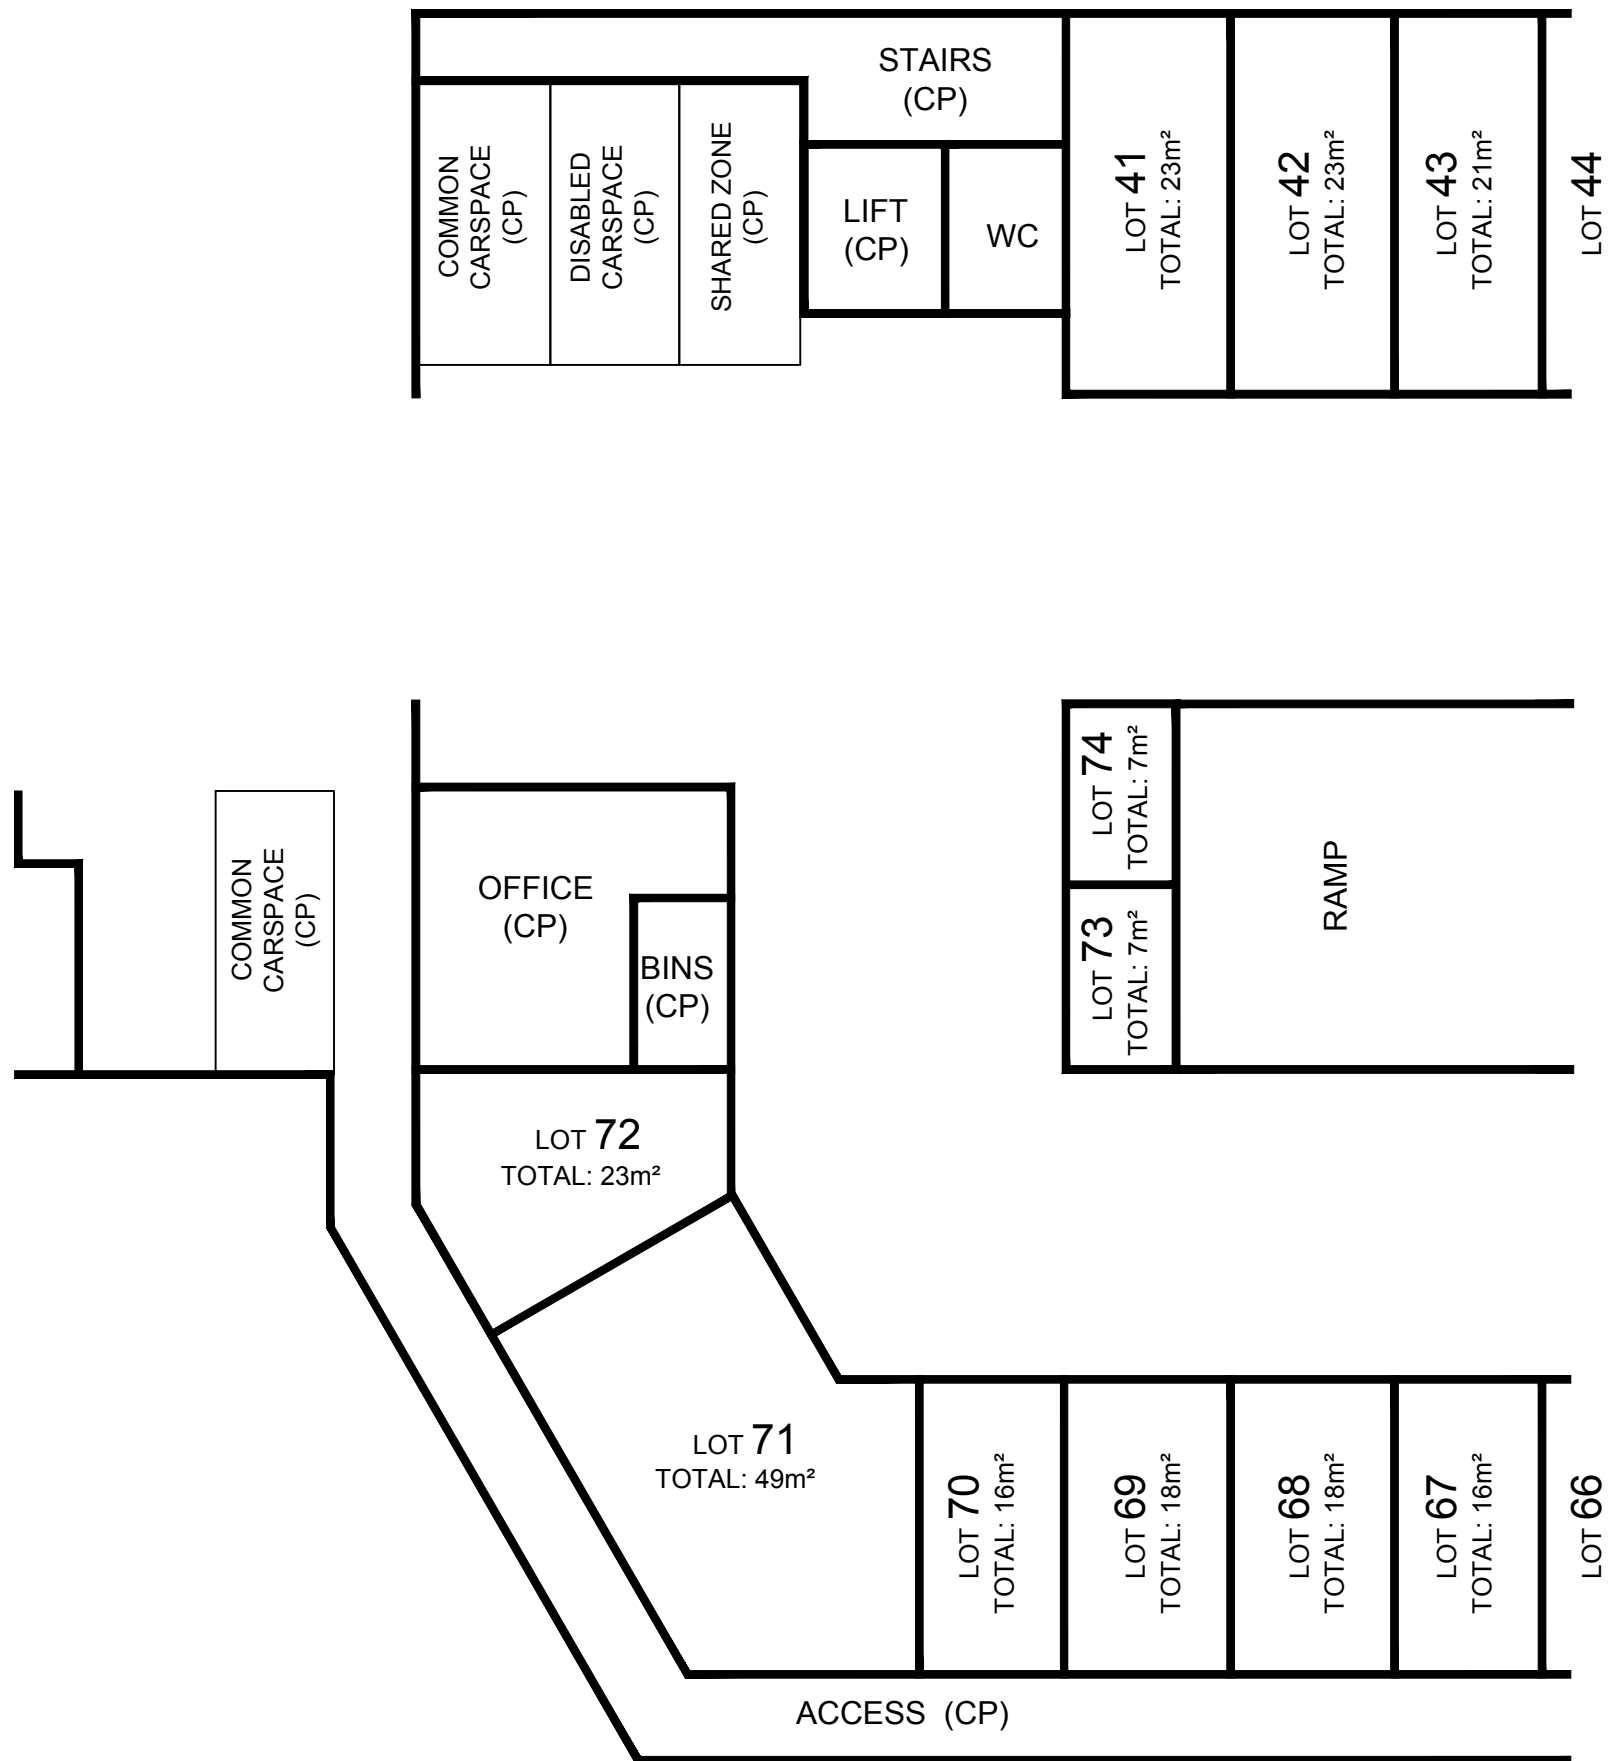 STAIRS
(CP)
COMMON
CARSPACE
(CP)
DISABLED
CARSPACE
(CP)
SHARED ZONE
(CP)
LIFT
(CP)
WC
LOT 41
TOTAL: 23m²
LOT 42
TOTAL: 23m²
LOT 43
TOTAL: 21m²
LOT 44
LOT 74
TOTAL: 7m²
LOT 73
TOTAL: 7m²
RAMP
COMMON
CARSPACE
(CP)
OFFICE
(CP)
BINS
(CP)
LOT 72
TOTAL: 23m²
LOT 71
TOTAL: 49m²
LOT 70
TOTAL: 16m²
LOT 69
TOTAL: 18m²
LOT 68
TOTAL: 18m²
LOT 67
TOTAL: 16m²
LOT 66
ACCESS (CP)